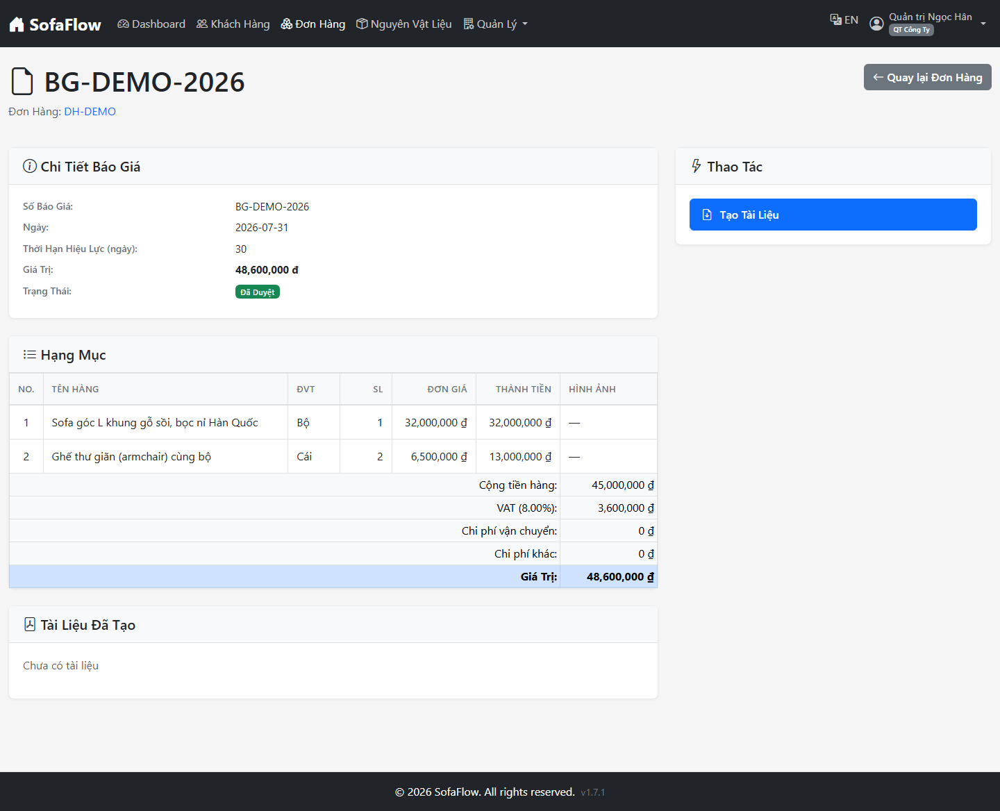 SofaFlow Dashboard Khách Hàng Đơn Hàng Nguyên Vật Liệu Quản Lý EN Quản trị Ngọc Hân
QT Công Ty
BG-DEMO-2026
← Quay lại Đơn Hàng
Đơn Hàng: DH-DEMO
Chi Tiết Báo Giá
Số Báo Giá: BG-DEMO-2026
Ngày: 2026-07-31
Thời Hạn Hiệu Lực (ngày): 30
Giá Trị: 48,600,000 đ
Trạng Thái: Đã Duyệt
Thao Tác
Tạo Tài Liệu
Hạng Mục
NO. TÊN HÀNG ĐVT SL ĐƠN GIÁ THÀNH TIỀN HÌNH ẢNH
1 Sofa góc L khung gỗ sồi, bọc nỉ Hàn Quốc Bộ 1 32,000,000 ₫ 32,000,000 ₫ —
2 Ghế thư giãn (armchair) cùng bộ Cái 2 6,500,000 ₫ 13,000,000 ₫ —
Cộng tiền hàng: 45,000,000 ₫
VAT (8.00%): 3,600,000 ₫
Chi phí vận chuyển: 0 ₫
Chi phí khác: 0 ₫
Giá Trị: 48,600,000 ₫
Tài Liệu Đã Tạo
Chưa có tài liệu
© 2026 SofaFlow. All rights reserved. v1.7.1